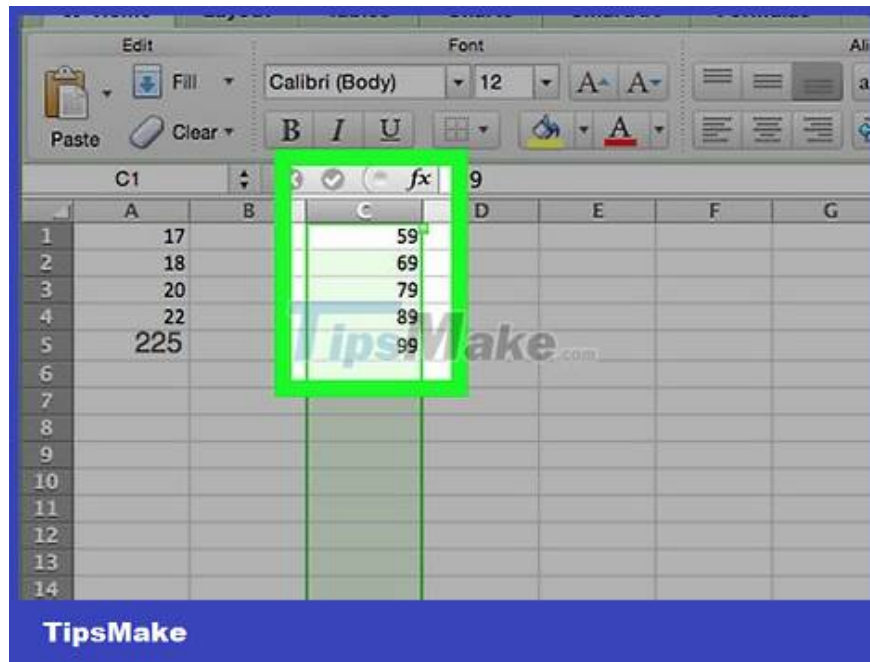 Edit Font
Fill Calibri (Body) 12 A A
Paste Clear B I U A
C1 fx 9
A B C D E F G
1 17 59
2 18 69
3 20 79
4 22 89
5 225 99
TipsMake.com
6
7
8
9
10
11
12
13
14
TipsMake